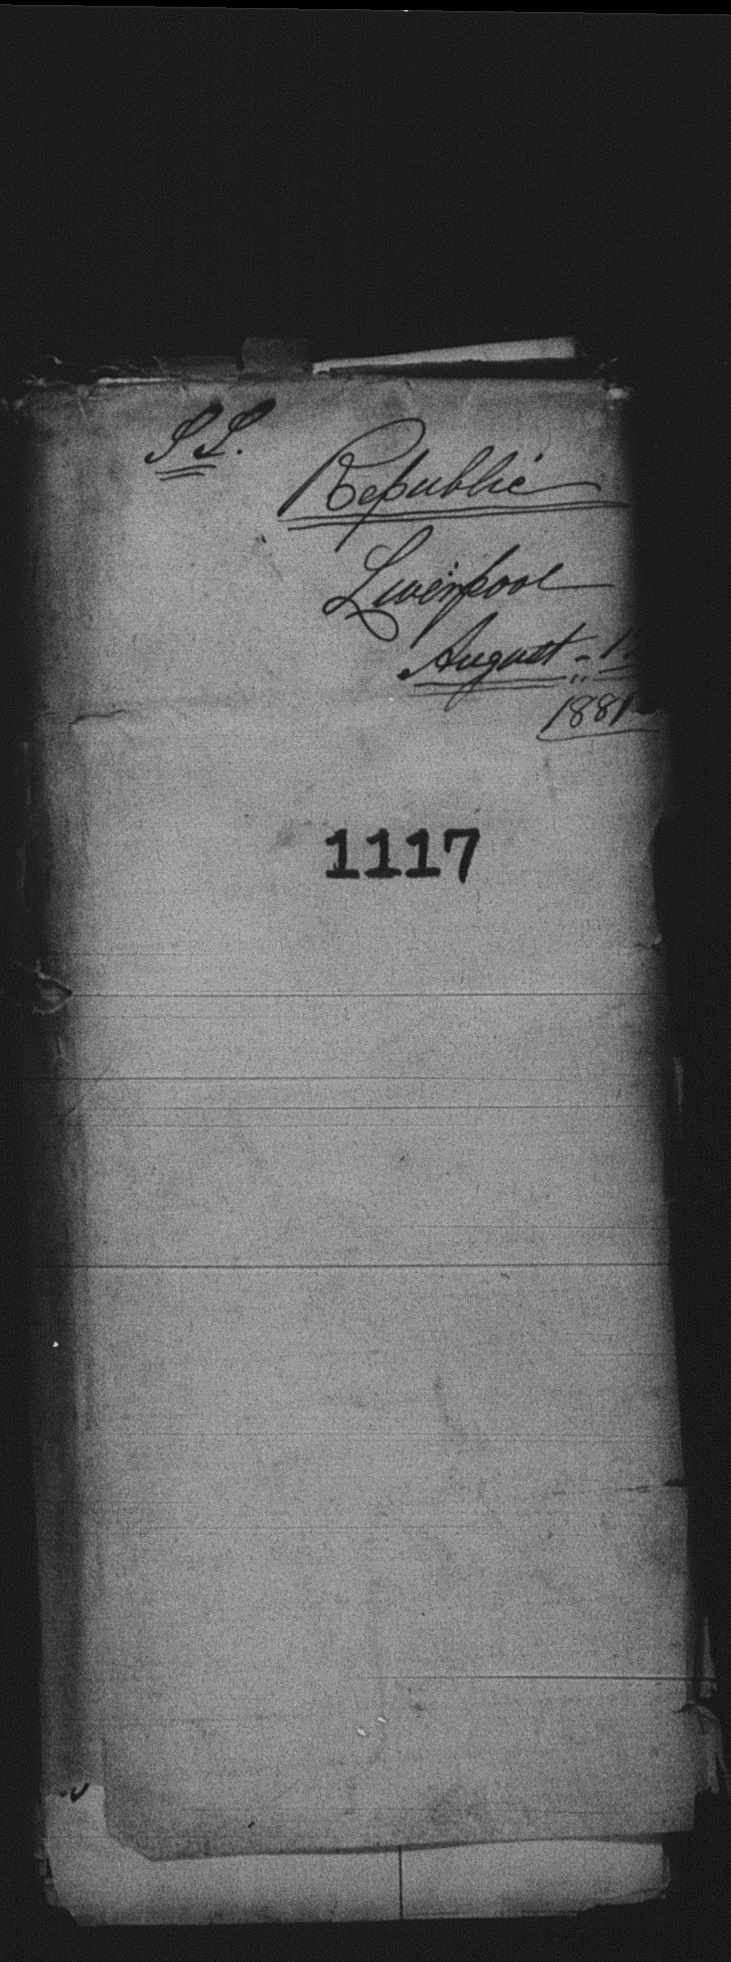 S S.
Republic
Liverpool
August
1881
1117